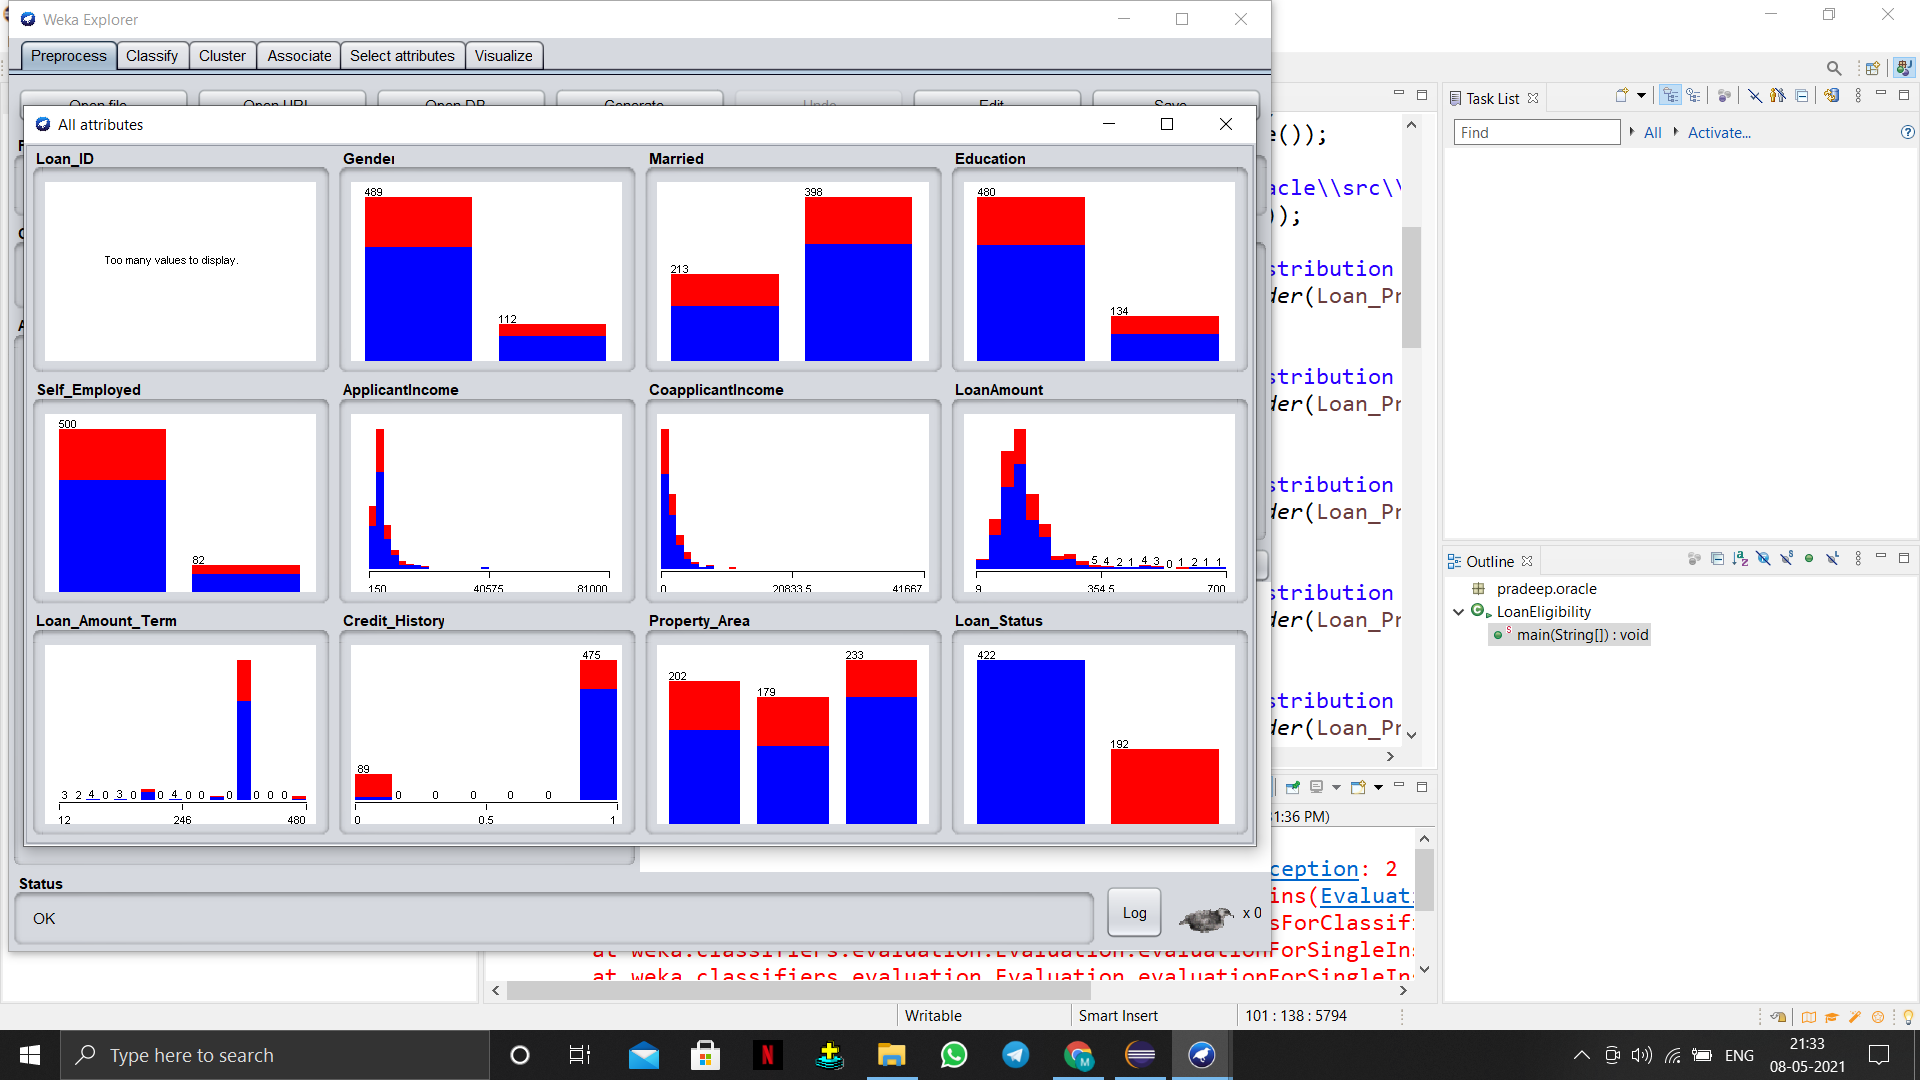 Weka Explorer
Preprocess Classify Cluster Associate Select attributes Visualize
Open file... Open URL... Open DB... Generate... Undo Edit... Save...
All attributes
Loan_ID Gender Married Education
Too many values to display.
489 112
213 398
480 134
Self_Employed ApplicantIncome CoapplicantIncome LoanAmount
500 82
150 40575 81000
0 20833.5 41667
5 4 2 1 4 3 0 1 2 1 1
9 354.5 700
Loan_Amount_Term Credit_History Property_Area Loan_Status
3 2 4 0 3 0 0 4 0 0 0 0 0
12 246 480
89 0 0 0 0 0 475
0 0.5 1
202 179 233
422 192
Status
OK
Log
x 0
e());
acle\\src\\
));
stribution
der(Loan_Pr
stribution
der(Loan_Pr
stribution
der(Loan_Pr
stribution
der(Loan_Pr
stribution
der(Loan_Pr
31:36 PM)
ception: 2
ins(Evaluati
sForClassifi
at weka.classifiers.evaluation.Evaluation.evaluationForSingleIns
at weka.classifiers.evaluation.Evaluation.evaluationForSingleIns
Task List
Find All Activate...
Outline
pradeep.oracle
LoanEligibility
main(String[]) : void
Writable Smart Insert 101 : 138 : 5794
Type here to search
ENG
21:33
08-05-2021